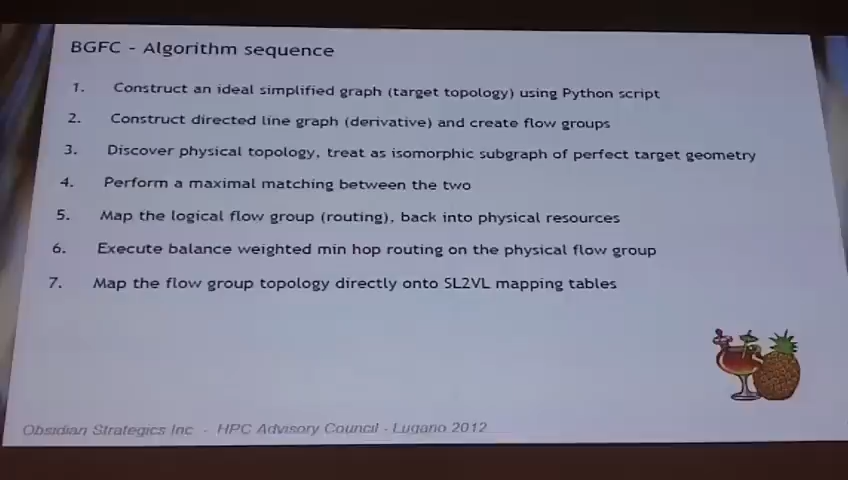 BGFC - Algorithm sequence
1. Construct an ideal simplified graph (target topology) using Python script
2. Construct directed line graph (derivative) and create flow groups
3. Discover physical topology, treat as isomorphic subgraph of perfect target geometry
4. Perform a maximal matching between the two
5. Map the logical flow group (routing), back into physical resources
6. Execute balance weighted min hop routing on the physical flow group
7. Map the flow group topology directly onto SL2VL mapping tables
Obsidian Strategics Inc - HPC Advisory Council - Lugano 2012